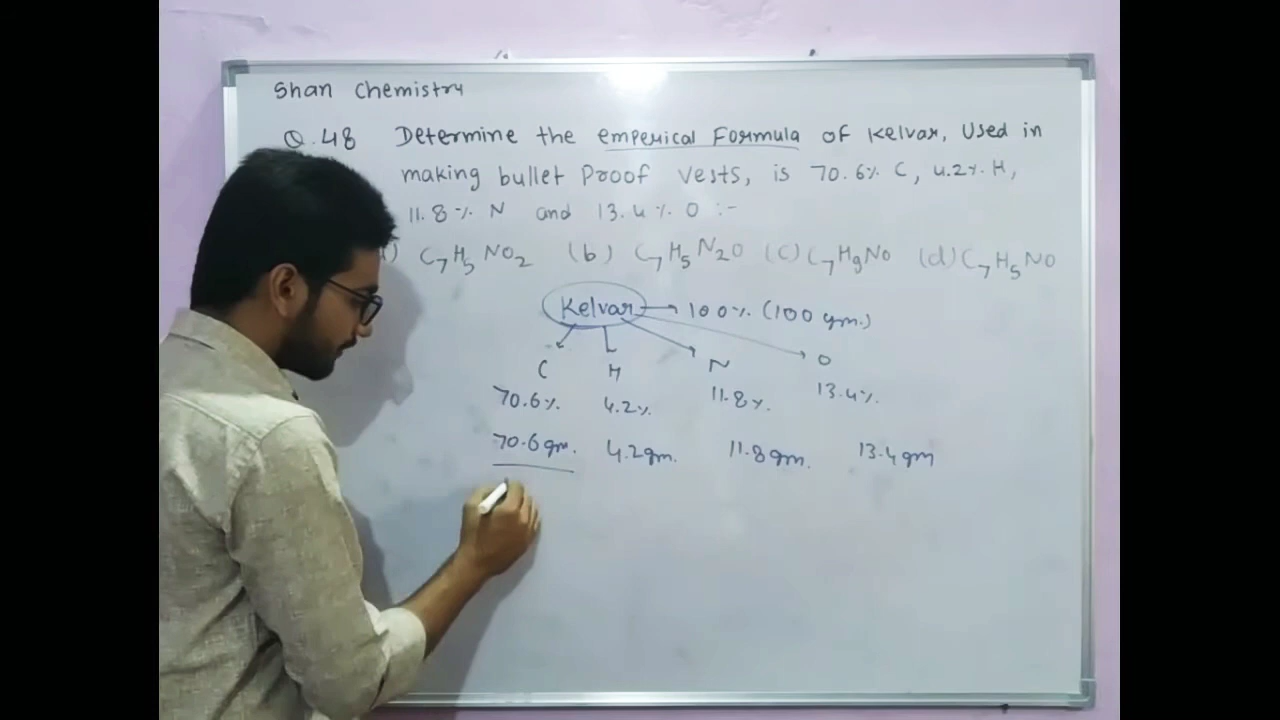 Shan Chemistry
Q.48 Determine the emperical Formula of Kelvar, Used in
making bullet Proof Vests, is 70.6% C, 4.2% H,
11.8% N and 13.4% O :-
) C7H5NO2 (b) C7H5N2O (c) C7H9NO (d) C7H5NO
Kelvar → 100% (100 gm.)
C H N O
70.6% 4.2% 11.8% 13.4%
70.6gm. 4.2gm. 11.8gm. 13.4gm